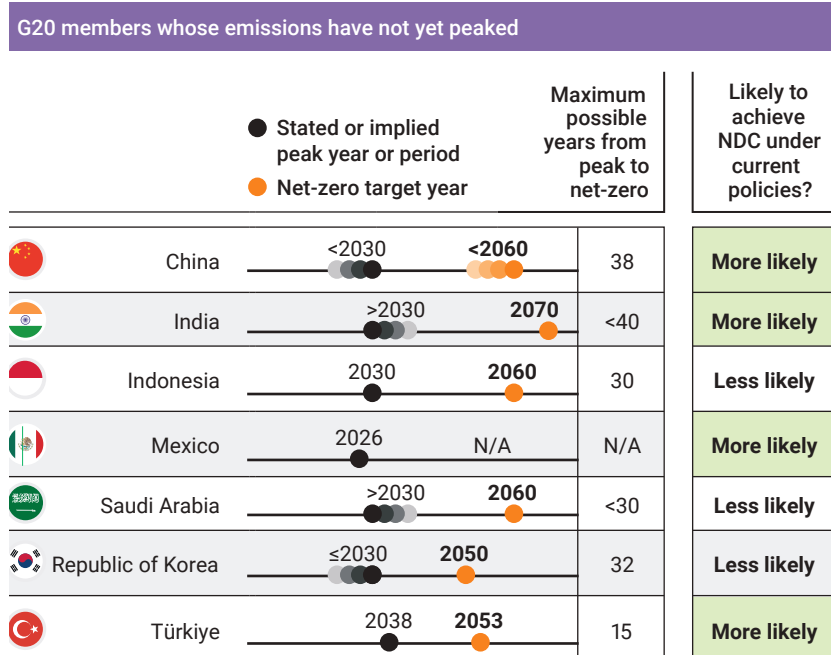 G20 members whose emissions have not yet peaked
Stated or implied
peak year or period
Net-zero target year
Maximum
possible
years from
peak to
net-zero
Likely to
achieve
NDC under
current
policies?
China <2030 <2060 38 More likely
India >2030 2070 <40 More likely
Indonesia 2030 2060 30 Less likely
Mexico 2026 N/A N/A More likely
Saudi Arabia >2030 2060 <30 Less likely
Republic of Korea ≤2030 2050 32 Less likely
Türkiye 2038 2053 15 More likely